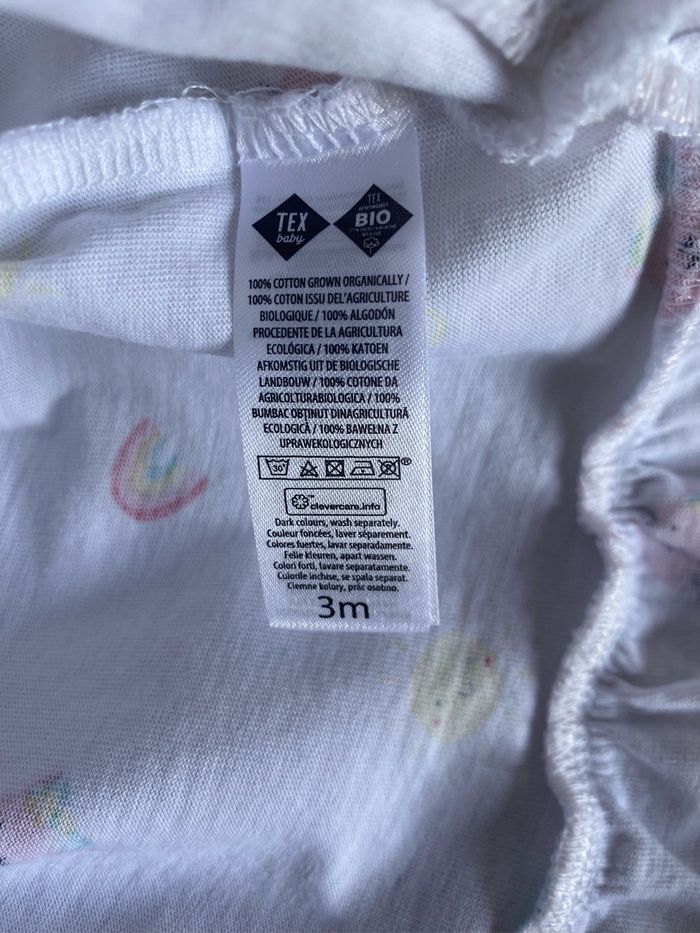 TEX
baby
TEX
RESPONSABLE
BIO
100% COTTON GROWN ORGANICALLY /
100% COTON ISSU DEL'AGRICULTURE
BIOLOGIQUE / 100% ALGODÓN
PROCEDENTE DE LA AGRICULTURA
ECOLÓGICA / 100% KATOEN
AFKOMSTIG UIT DE BIOLOGISCHE
LANDBOUW / 100% COTONE DA
AGRICOLTURABIOLOGICA / 100%
BUMBAC OBȚINUT DINAGRICULTURĂ
ECOLOGICĂ / 100% BAWEŁNA Z
UPRAWEKOLOGICZNYCH
30°
®
clevercare.info
Dark colours, wash separately.
Couleur foncées, laver séparement.
Colores fuertes, lavar separadamente.
Felle kleuren, apart wassen.
Colori forti, lavare separatamente.
Culorile inchise, se spala separat.
Ciemne kolory, prać osobno.
3m